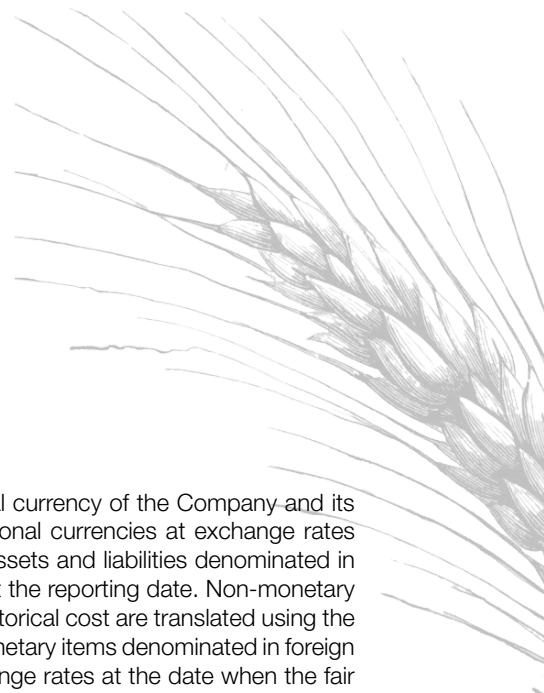 l currency of the Company and its
onal currencies at exchange rates
ssets and liabilities denominated in
t the reporting date. Non-monetary
torical cost are translated using the
netary items denominated in foreign
nge rates at the date when the fair